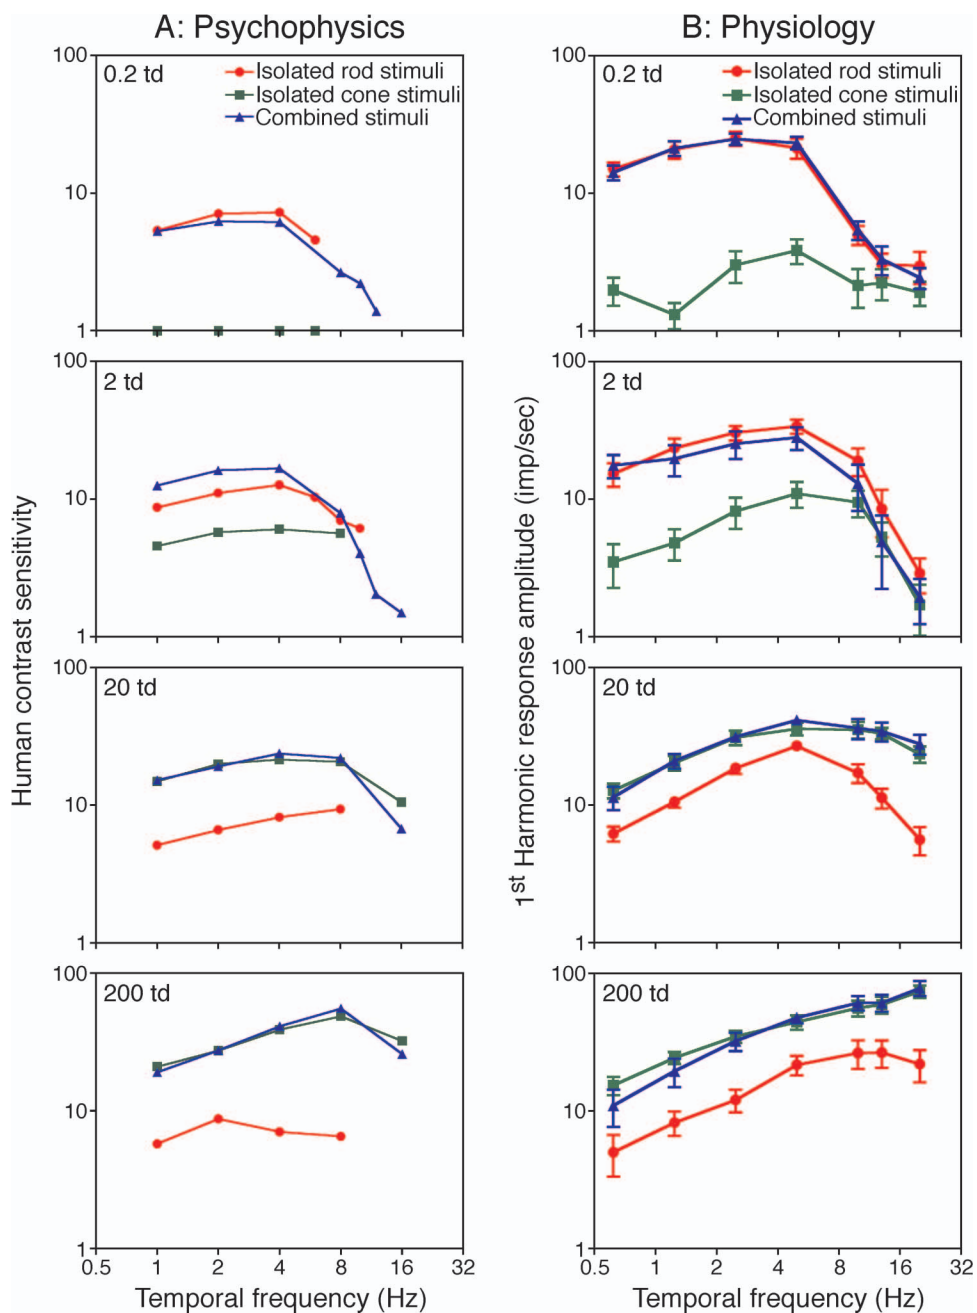 A: Psychophysics
B: Physiology
100
0.2 td
Isolated rod stimuli
Isolated cone stimuli
Combined stimuli
10
1
100
0.2 td
Isolated rod stimuli
Isolated cone stimuli
Combined stimuli
10
1
100
2 td
10
1
100
2 td
10
1
Human contrast sensitivity
1st Harmonic response amplitude (imp/sec)
100
20 td
10
1
100
20 td
10
1
100
200 td
10
1
0.5 1 2 4 8 16 32
Temporal frequency (Hz)
100
200 td
10
1
0.5 1 2 4 8 16 32
Temporal frequency (Hz)